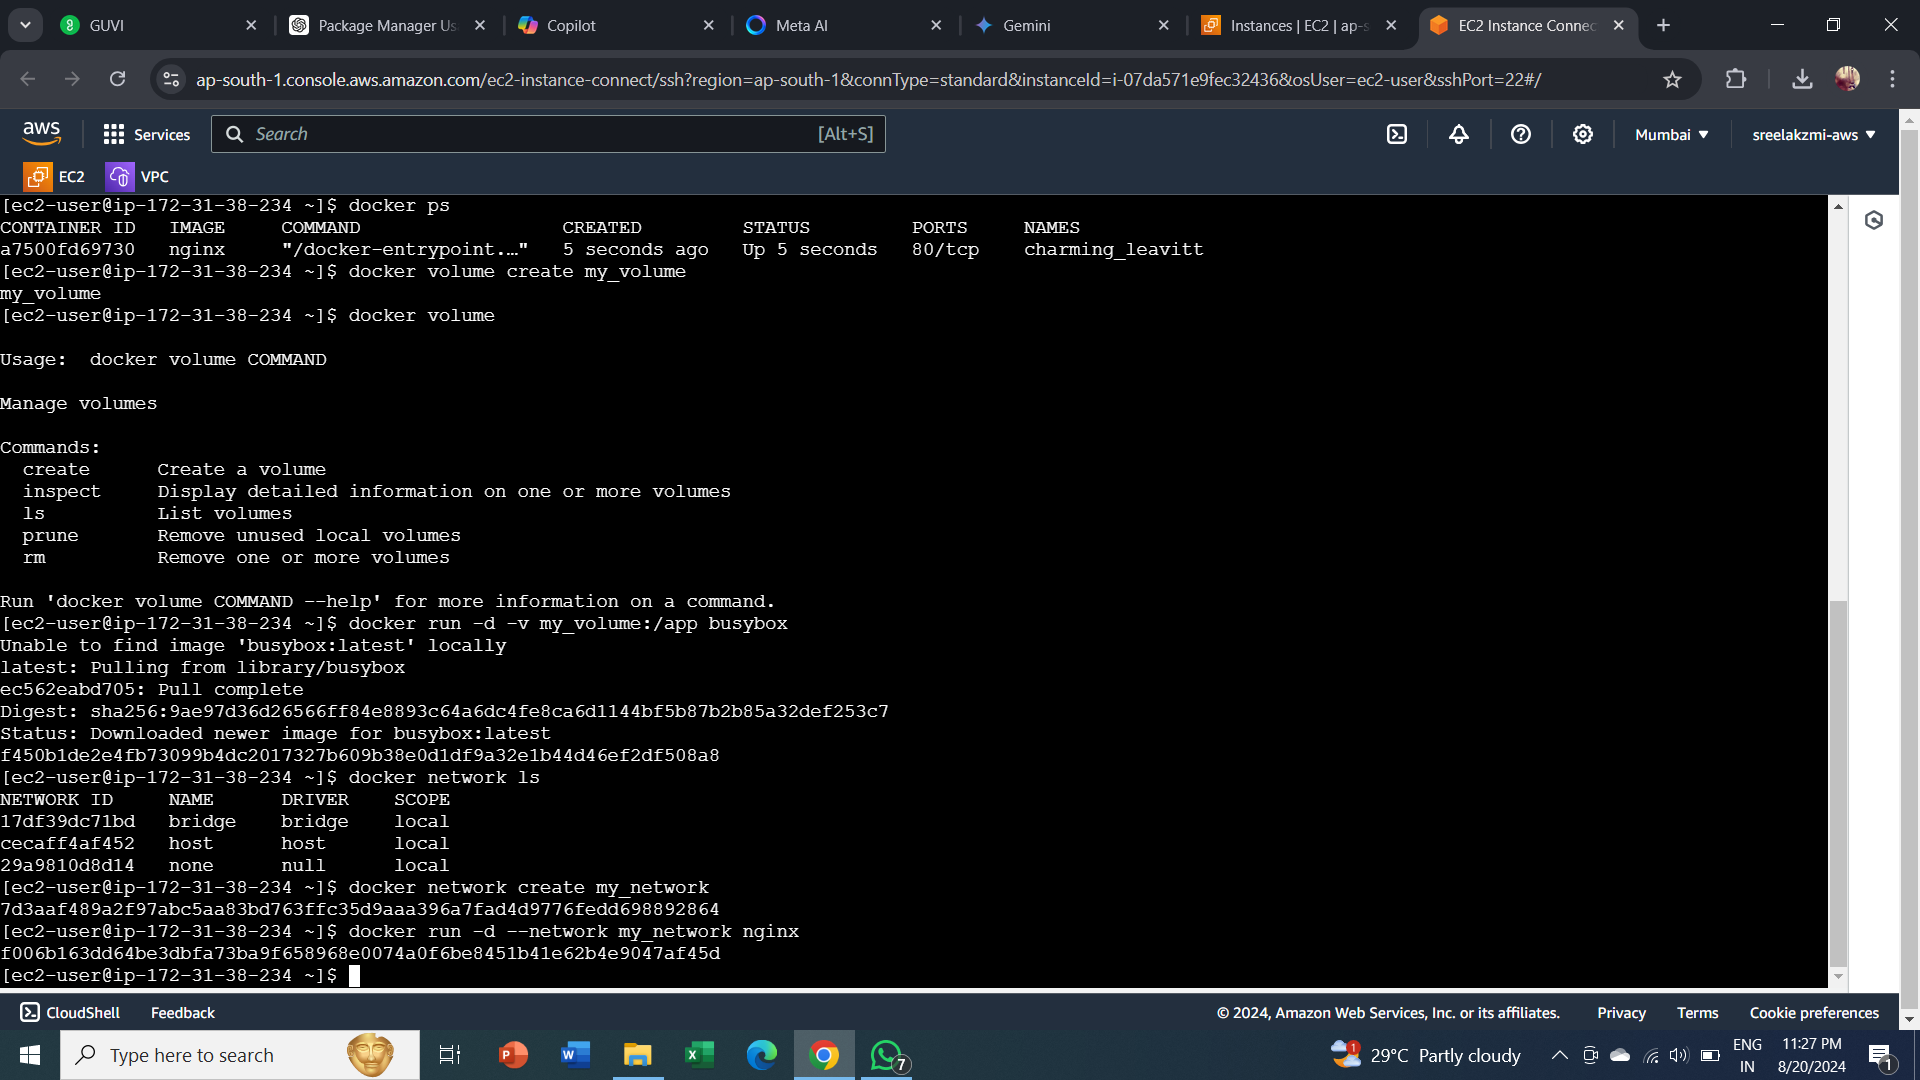 GUVI
Package Manager Us
Copilot
Meta AI
Gemini
Instances | EC2 | ap-s
EC2 Instance Connec
ap-south-1.console.aws.amazon.com/ec2-instance-connect/ssh?region=ap-south-1&connType=standard&instanceId=i-07da571e9fec32436&osUser=ec2-user&sshPort=22#/
aws Services Search [Alt+S] Mumbai sreelakzmi-aws
EC2 VPC
[ec2-user@ip-172-31-38-234 ~]$ docker ps
CONTAINER ID   IMAGE     COMMAND                  CREATED         STATUS         PORTS     NAMES
a7500fd69730   nginx     "/docker-entrypoint.…"   5 seconds ago   Up 5 seconds   80/tcp    charming_leavitt
[ec2-user@ip-172-31-38-234 ~]$ docker volume create my_volume
my_volume
[ec2-user@ip-172-31-38-234 ~]$ docker volume
Usage:  docker volume COMMAND
Manage volumes
Commands:
  create      Create a volume
  inspect     Display detailed information on one or more volumes
  ls          List volumes
  prune       Remove unused local volumes
  rm          Remove one or more volumes
Run 'docker volume COMMAND --help' for more information on a command.
[ec2-user@ip-172-31-38-234 ~]$ docker run -d -v my_volume:/app busybox
Unable to find image 'busybox:latest' locally
latest: Pulling from library/busybox
ec562eabd705: Pull complete
Digest: sha256:9ae97d36d26566ff84e8893c64a6dc4fe8ca6d1144bf5b87b2b85a32def253c7
Status: Downloaded newer image for busybox:latest
f450b1de2e4fb73099b4dc2017327b609b38e0d1df9a32e1b44d46ef2df508a8
[ec2-user@ip-172-31-38-234 ~]$ docker network ls
NETWORK ID     NAME      DRIVER    SCOPE
17df39dc71bd   bridge    bridge    local
cecaff4af452   host      host      local
29a9810d8d14   none      null      local
[ec2-user@ip-172-31-38-234 ~]$ docker network create my_network
7d3aaf489a2f97abc5aa83bd763ffc35d9aaa396a7fad4d9776fedd698892864
[ec2-user@ip-172-31-38-234 ~]$ docker run -d --network my_network nginx
f006b163dd64be3dbfa73ba9f658968e0074a0f6be8451b41e62b4e9047af45d
[ec2-user@ip-172-31-38-234 ~]$
CloudShell Feedback © 2024, Amazon Web Services, Inc. or its affiliates. Privacy Terms Cookie preferences
Type here to search
7
1
29°C Partly cloudy
ENG
IN
11:27 PM
8/20/2024
1